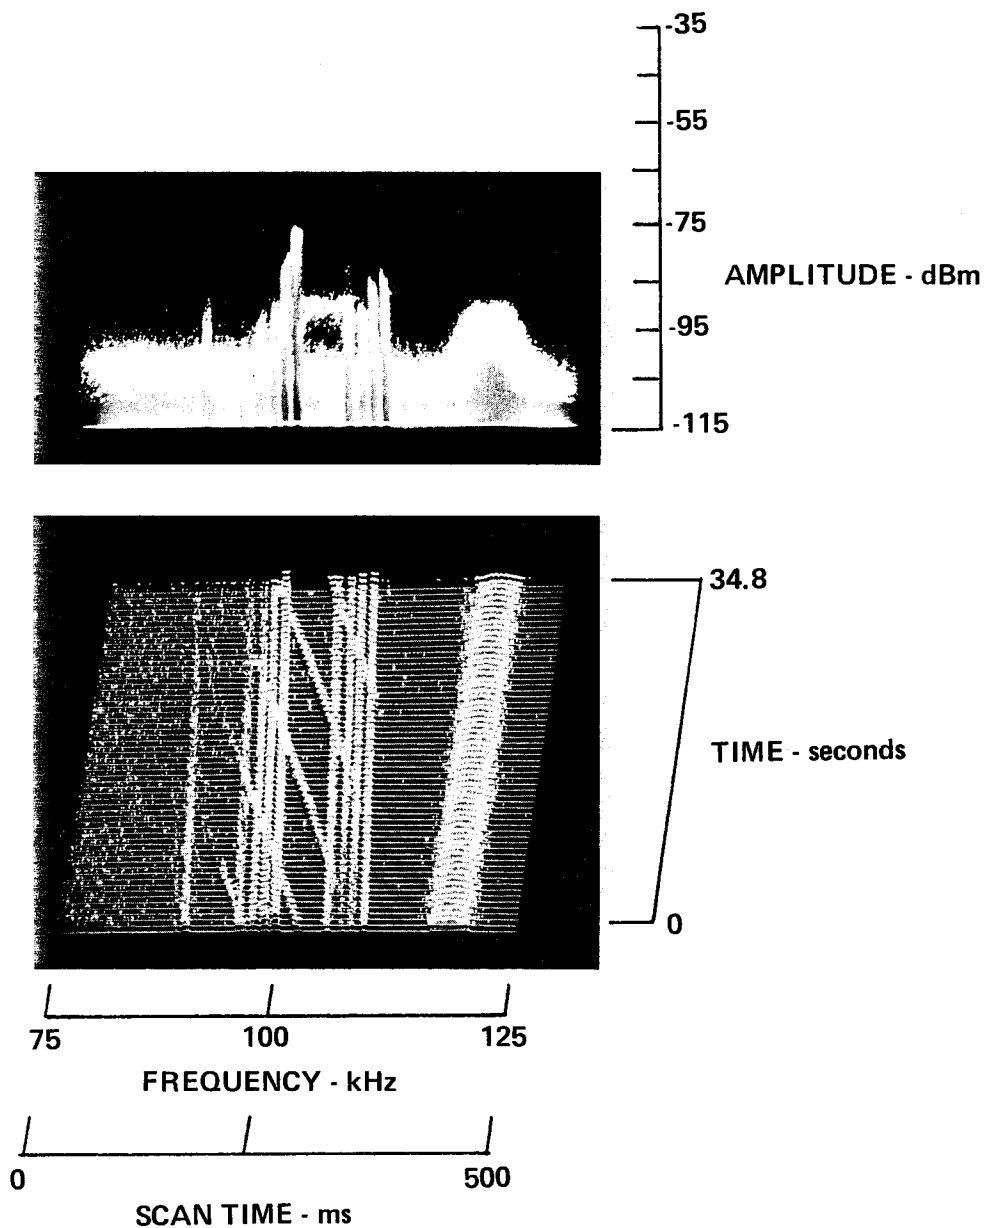 -35
-55
-75
AMPLITUDE - dBm
-95
-115
34.8
TIME - seconds
0
75 100 125
FREQUENCY - kHz
0 500
SCAN TIME - ms